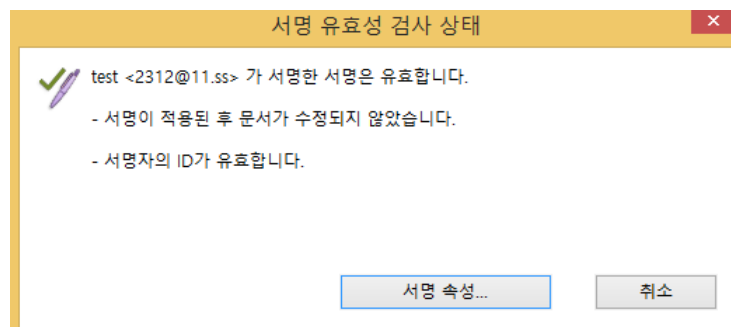 서명 유효성 검사 상태
test <2312@11.ss> 가 서명한 서명은 유효합니다.
- 서명이 적용된 후 문서가 수정되지 않았습니다.
- 서명자의 ID가 유효합니다.
서명 속성...
취소